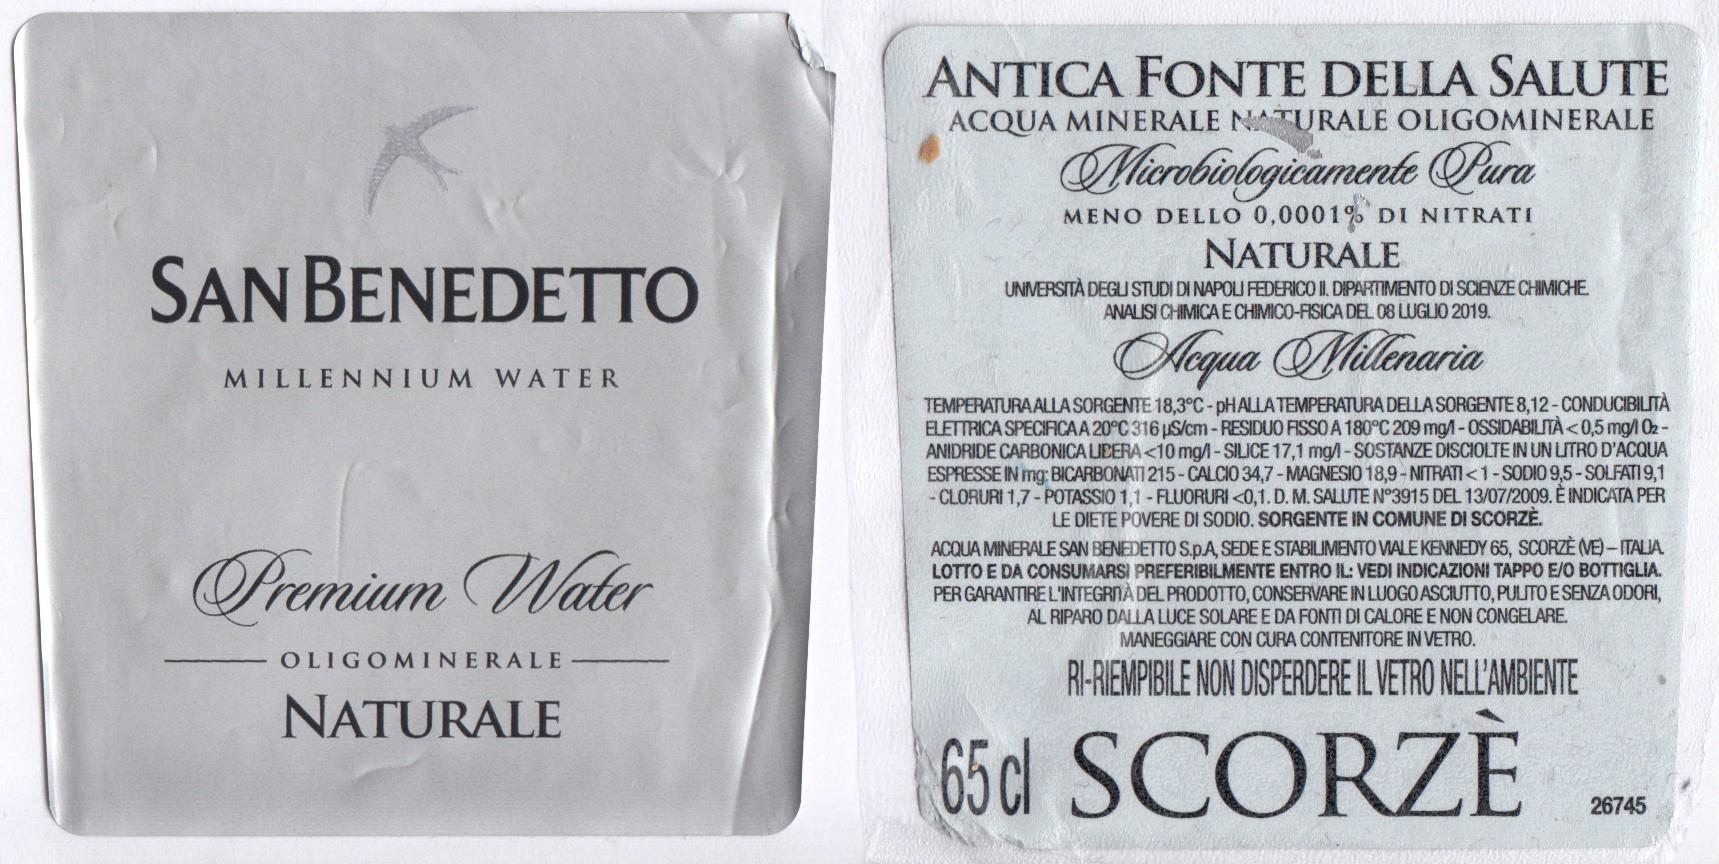 SAN BENEDETTO
MILLENNIUM WATER
Premium Water
OLIGOMINERALE
NATURALE
ANTICA FONTE DELLA SALUTE
ACQUA MINERALE NATURALE OLIGOMINERALE
Microbiologicamente Pura
MENO DELLO 0,0001% DI NITRATI
NATURALE
UNIVERSITÀ DEGLI STUDI DI NAPOLI FEDERICO II. DIPARTIMENTO DI SCIENZE CHIMICHE.
ANALISI CHIMICA E CHIMICO-FISICA DEL 08 LUGLIO 2019.
Acqua Millenaria
TEMPERATURA ALLA SORGENTE 18,3°C - pH ALLA TEMPERATURA DELLA SORGENTE 8,12 - CONDUCIBILITÀ
ELETTRICA SPECIFICA A 20°C 316 µS/cm - RESIDUO FISSO A 180°C 209 mg/l - OSSIDABILITÀ < 0,5 mg/l O₂ -
ANIDRIDE CARBONICA LIBERA <10 mg/l - SILICE 17,1 mg/l - SOSTANZE DISCIOLTE IN UN LITRO D'ACQUA
ESPRESSE IN mg: BICARBONATI 215 - CALCIO 34,7 - MAGNESIO 18,9 - NITRATI < 1 - SODIO 9,5 - SOLFATI 9,1
- CLORURI 1,7 - POTASSIO 1,1 - FLUORURI <0,1. D. M. SALUTE N°3915 DEL 13/07/2009. È INDICATA PER
LE DIETE POVERE DI SODIO. SORGENTE IN COMUNE DI SCORZÈ.
ACQUA MINERALE SAN BENEDETTO S.p.A, SEDE E STABILIMENTO VIALE KENNEDY 65, SCORZÈ (VE) – ITALIA.
LOTTO E DA CONSUMARSI PREFERIBILMENTE ENTRO IL: VEDI INDICAZIONI TAPPO E/O BOTTIGLIA.
PER GARANTIRE L'INTEGRITÀ DEL PRODOTTO, CONSERVARE IN LUOGO ASCIUTTO, PULITO E SENZA ODORI,
AL RIPARO DALLA LUCE SOLARE E DA FONTI DI CALORE E NON CONGELARE.
MANEGGIARE CON CURA CONTENITORE IN VETRO.
RI-RIEMPIBILE NON DISPERDERE IL VETRO NELL'AMBIENTE
65 cl SCORZÈ 26745